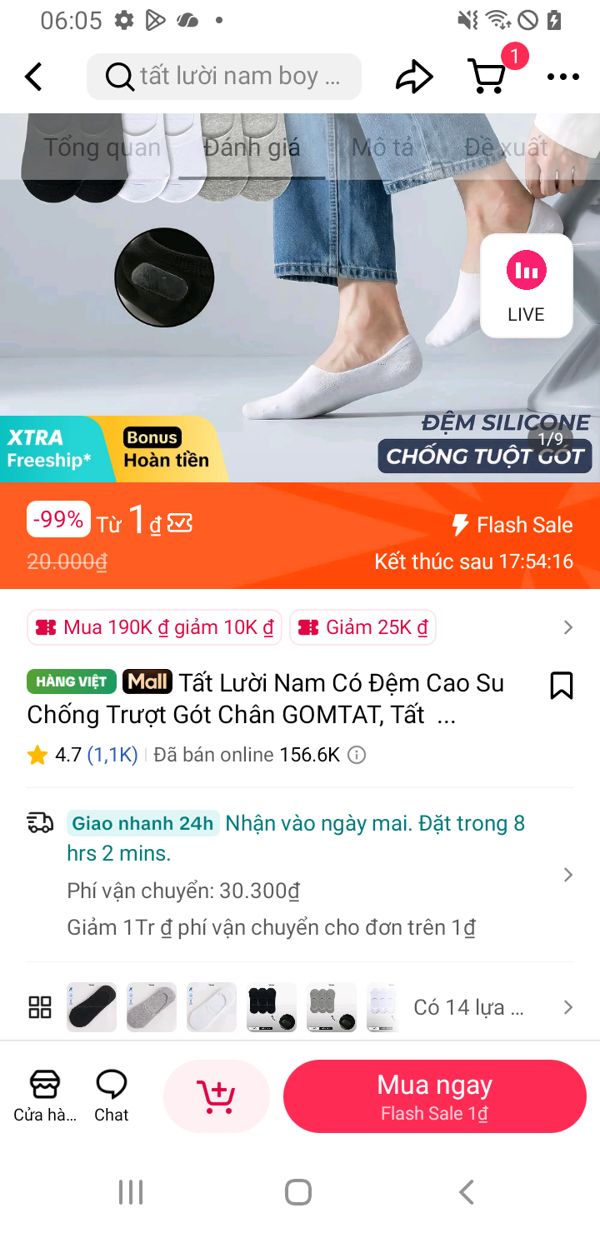 06:05
tất lười nam boy ...
1
Tổng quan Đánh giá Mô tả Đề xuất
LIVE
ĐỆM SILICONE
CHỐNG TUỘT GÓT
1/9
XTRA
Freeship*
Bonus
Hoàn tiền
-99% Từ 1₫
Flash Sale
20.000₫
Kết thúc sau 17:54:16
Mua 190K ₫ giảm 10K ₫
Giảm 25K ₫
HÀNG VIỆT Mall Tất Lười Nam Có Đệm Cao Su
Chống Trượt Gót Chân GOMTAT, Tất ...
4.7 (1,1K) Đã bán online 156.6K
Giao nhanh 24h Nhận vào ngày mai. Đặt trong 8
hrs 2 mins.
Phí vận chuyển: 30.300₫
Giảm 1Tr ₫ phí vận chuyển cho đơn trên 1₫
Có 14 lựa ...
Cửa hà...
Chat
Mua ngay
Flash Sale 1₫